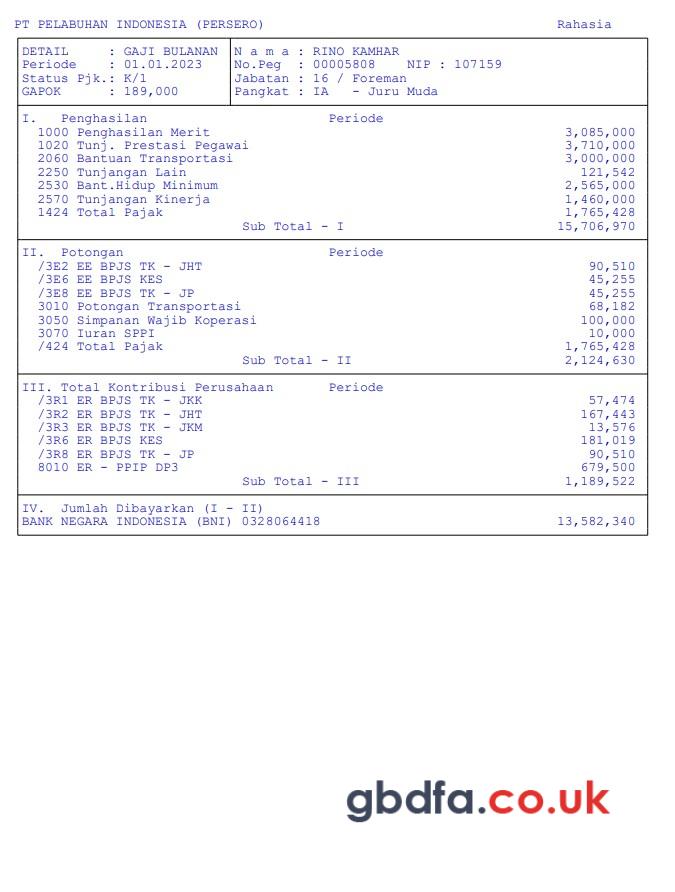 PT PELABUHAN INDONESIA (PERSERO) Rahasia
DETAIL : GAJI BULANAN N a m a : RINO KAMHAR
Periode : 01.01.2023 No.Peg : 00005808 NIP : 107159
Status Pjk.: K/1 Jabatan : 16 / Foreman
GAPOK : 189,000 Pangkat : IA - Juru Muda
I. Penghasilan Periode
1000 Penghasilan Merit 3,085,000
1020 Tunj. Prestasi Pegawai 3,710,000
2060 Bantuan Transportasi 3,000,000
2250 Tunjangan Lain 121,542
2530 Bant.Hidup Minimum 2,565,000
2570 Tunjangan Kinerja 1,460,000
1424 Total Pajak 1,765,428
Sub Total - I 15,706,970
II. Potongan Periode
/3E2 EE BPJS TK - JHT 90,510
/3E6 EE BPJS KES 45,255
/3E8 EE BPJS TK - JP 45,255
3010 Potongan Transportasi 68,182
3050 Simpanan Wajib Koperasi 100,000
3070 Iuran SPPI 10,000
/424 Total Pajak 1,765,428
Sub Total - II 2,124,630
III. Total Kontribusi Perusahaan Periode
/3R1 ER BPJS TK - JKK 57,474
/3R2 ER BPJS TK - JHT 167,443
/3R3 ER BPJS TK - JKM 13,576
/3R6 ER BPJS KES 181,019
/3R8 ER BPJS TK - JP 90,510
8010 ER - PPIP DP3 679,500
Sub Total - III 1,189,522
IV. Jumlah Dibayarkan (I - II)
BANK NEGARA INDONESIA (BNI) 0328064418 13,582,340
gbdfa.co.uk